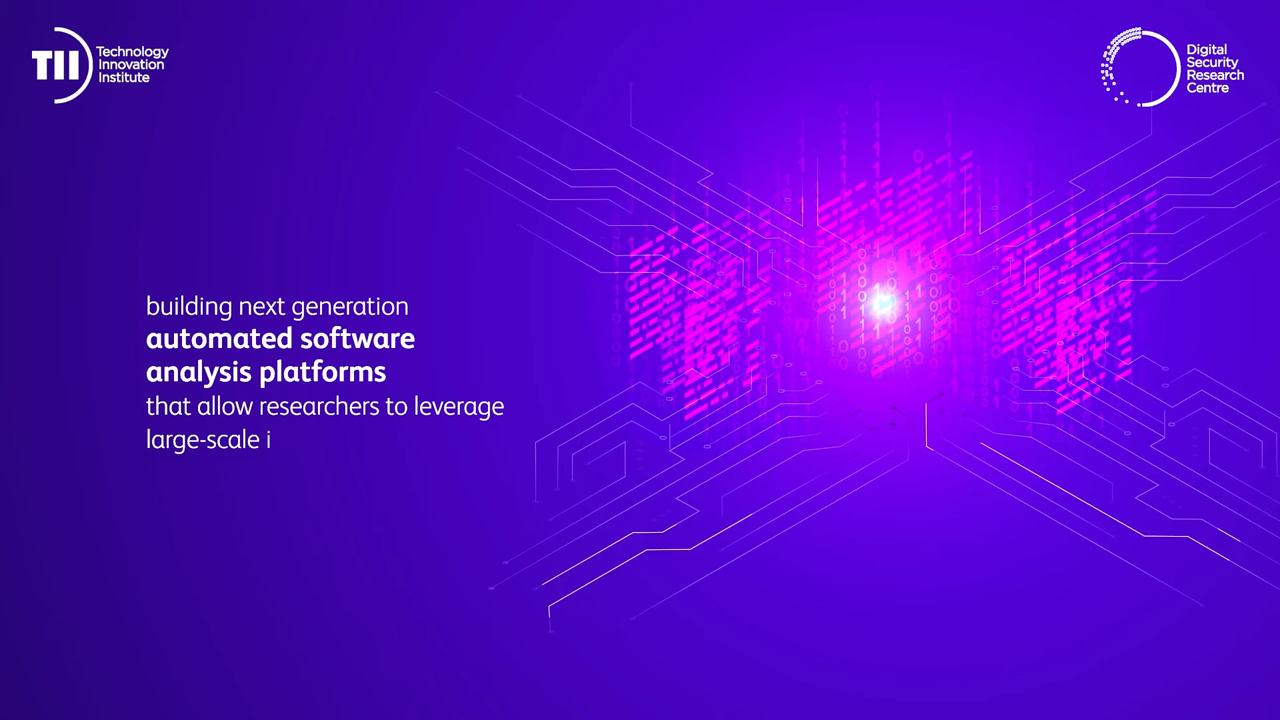 TII
Technology
Innovation
Institute
Digital
Security
Research
Centre
building next generation
automated software
analysis platforms
that allow researchers to leverage
large-scale i